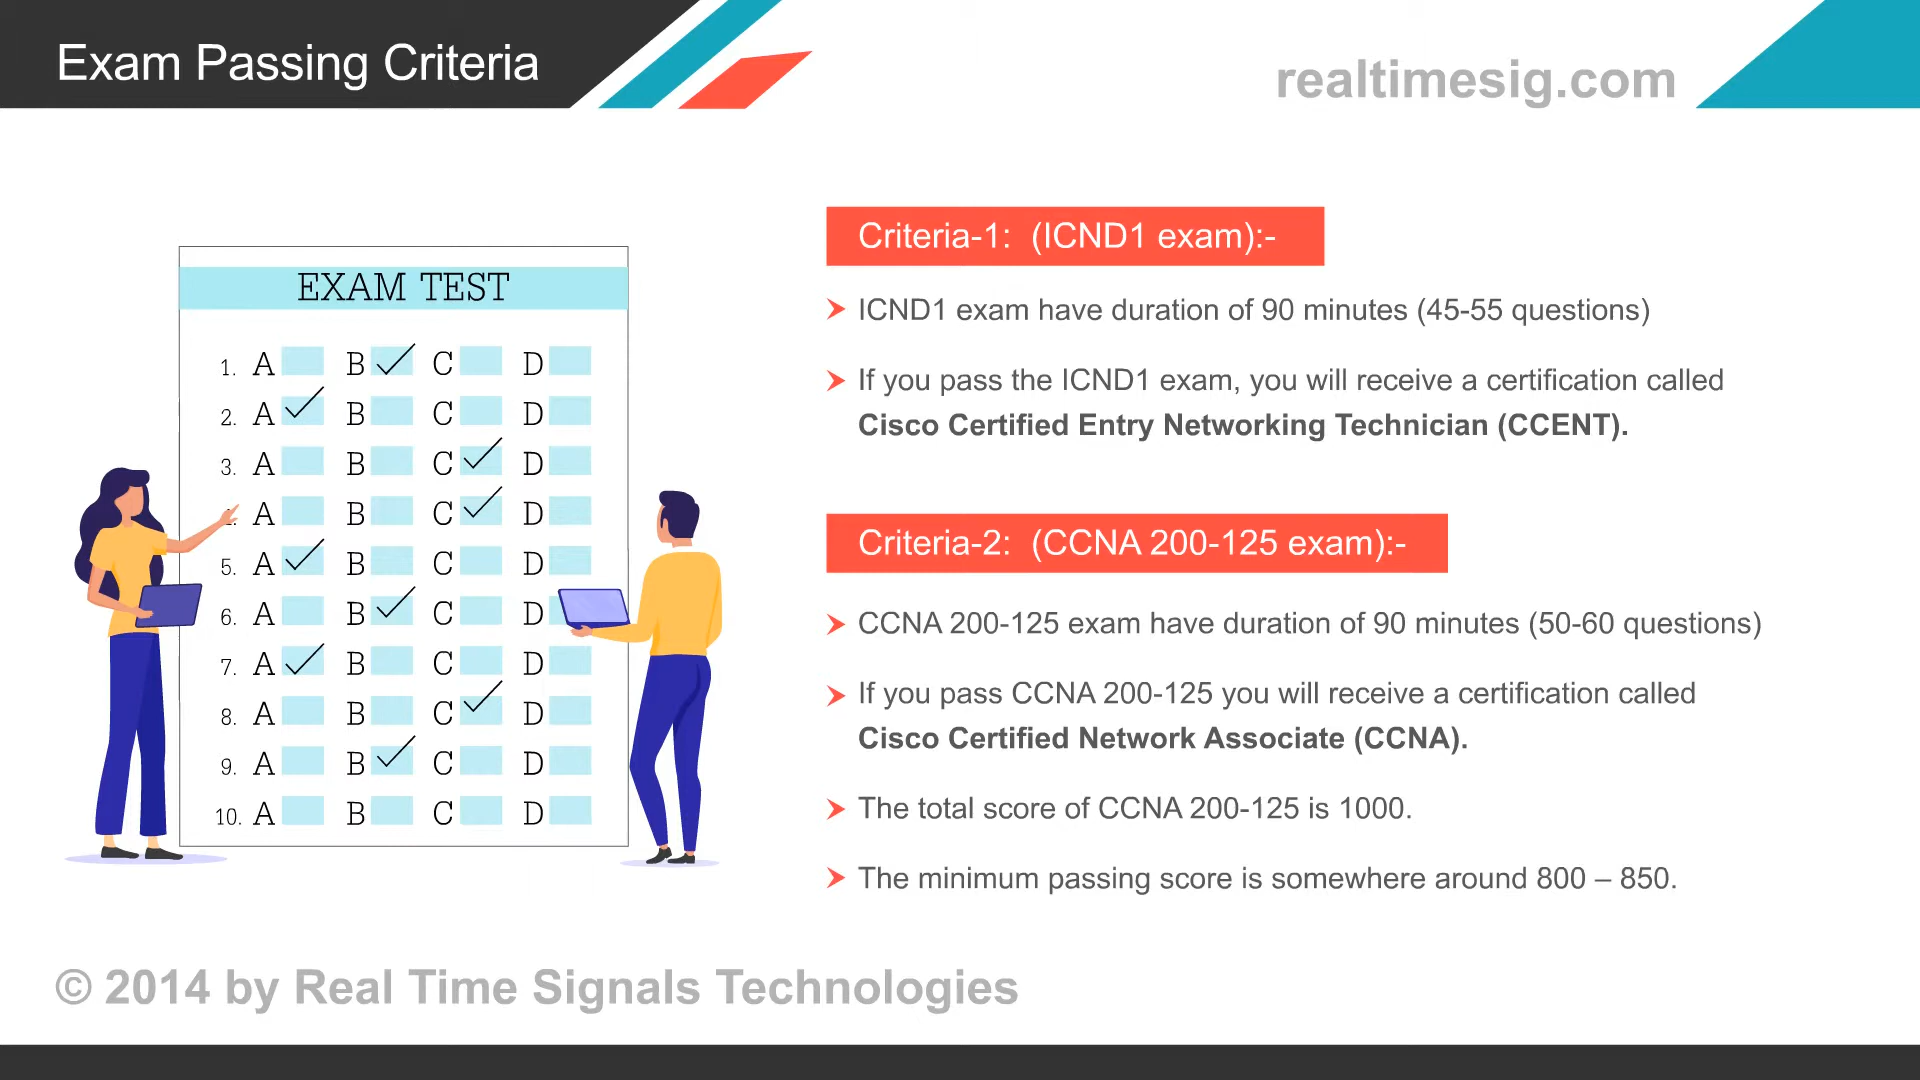 Exam Passing Criteria
realtimesig.com
EXAM TEST
1. A B C D
2. A B C D
3. A B C D
A B C D
5. A B C D
6. A B C D
7. A B C D
8. A B C D
9. A B C D
10. A B C D
Criteria-1: (ICND1 exam):-
ICND1 exam have duration of 90 minutes (45-55 questions)
If you pass the ICND1 exam, you will receive a certification called
Cisco Certified Entry Networking Technician (CCENT).
Criteria-2: (CCNA 200-125 exam):-
CCNA 200-125 exam have duration of 90 minutes (50-60 questions)
If you pass CCNA 200-125 you will receive a certification called
Cisco Certified Network Associate (CCNA).
The total score of CCNA 200-125 is 1000.
The minimum passing score is somewhere around 800 – 850.
© 2014 by Real Time Signals Technologies